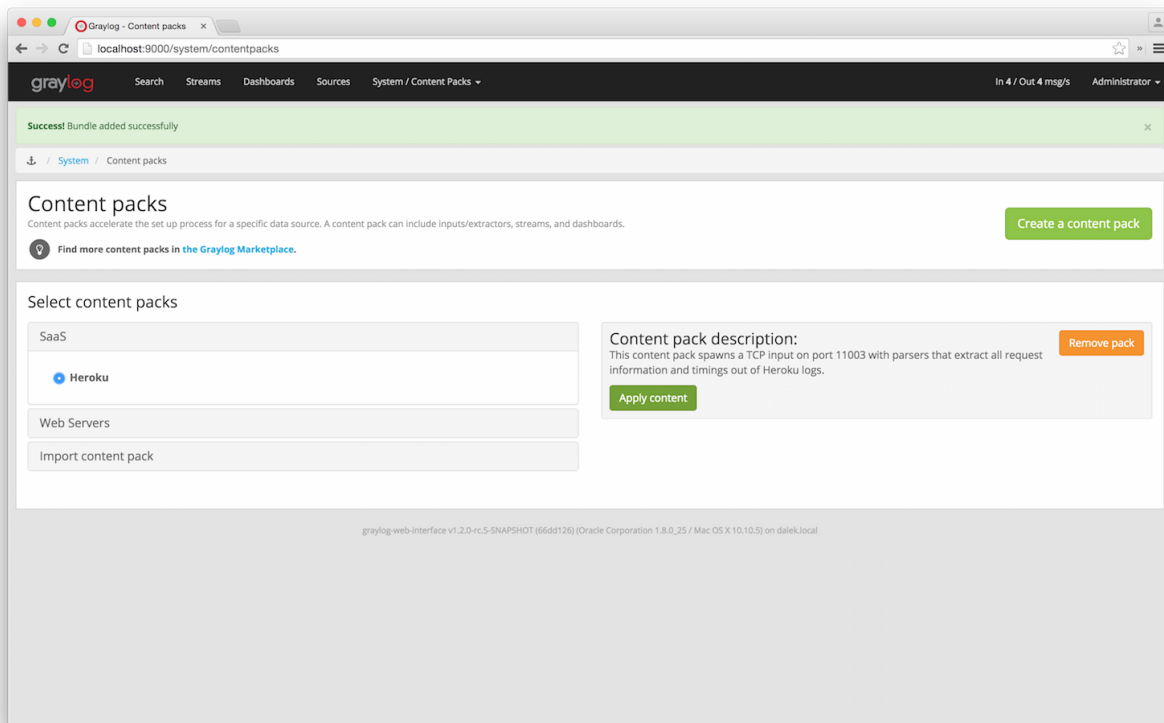 Graylog - Content packs
localhost:9000/system/contentpacks
graylog Search Streams Dashboards Sources System / Content Packs In 4 / Out 4 msg/s Administrator
Success! Bundle added successfully
/ System / Content packs
Content packs
Content packs accelerate the set up process for a specific data source. A content pack can include inputs/extractors, streams, and dashboards.
Create a content pack
Find more content packs in the Graylog Marketplace.
Select content packs
SaaS
Heroku
Web Servers
Import content pack
Content pack description:
Remove pack
This content pack spawns a TCP input on port 11003 with parsers that extract all request
information and timings out of Heroku logs.
Apply content
graylog-web-interface v1.2.0-rc.5-SNAPSHOT (66dd126) (Oracle Corporation 1.8.0_25 / Mac OS X 10.10.5) on dalek.local